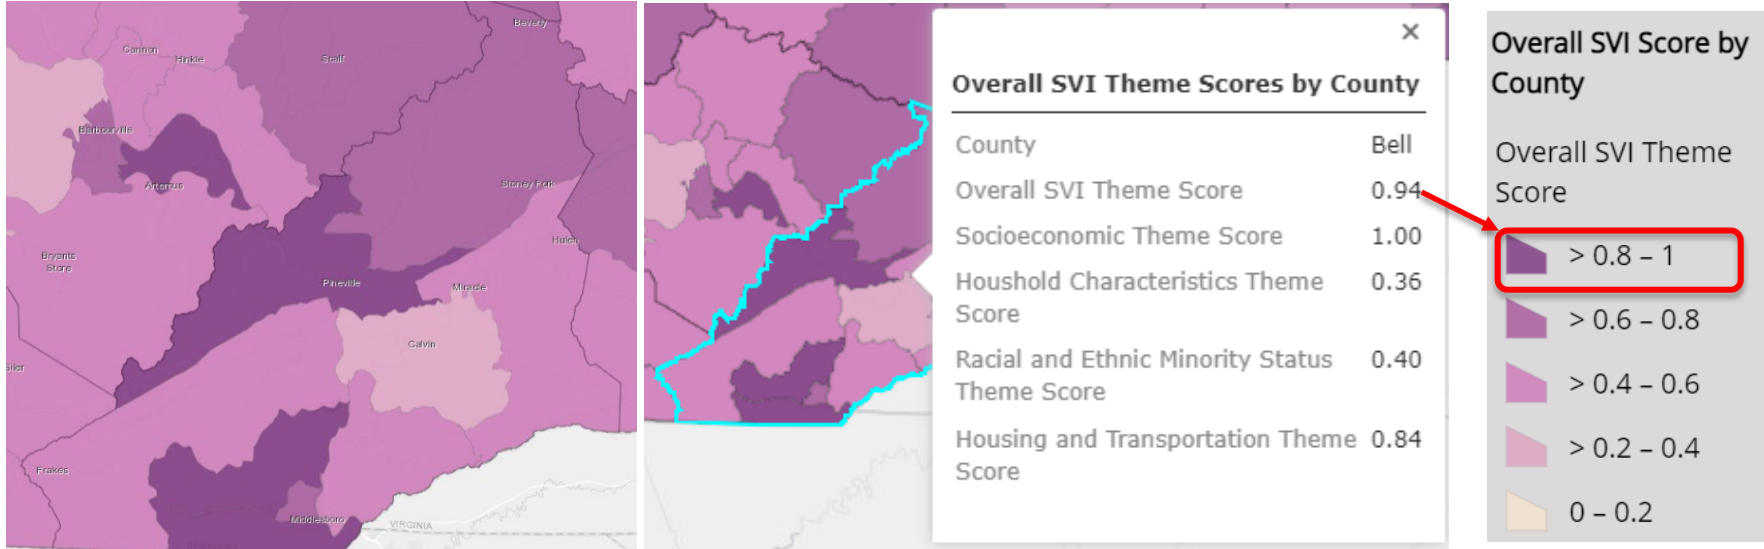 Beverly
Cannon
Hinkle
Scalf
Barbourville
Artemus
Stoney Fork
Hulen
Bryants
Store
Pineville
Miracle
Calvin
Siler
Frakes
Middlesboro
VIRGINIA
×
Overall SVI Theme Scores by County
County Bell
Overall SVI Theme Score 0.94
Socioeconomic Theme Score 1.00
Houshold Characteristics Theme 0.36
Score
Racial and Ethnic Minority Status 0.40
Theme Score
Housing and Transportation Theme 0.84
Score
Overall SVI Score by
County
Overall SVI Theme
Score
> 0.8 – 1
> 0.6 – 0.8
> 0.4 – 0.6
> 0.2 – 0.4
0 – 0.2